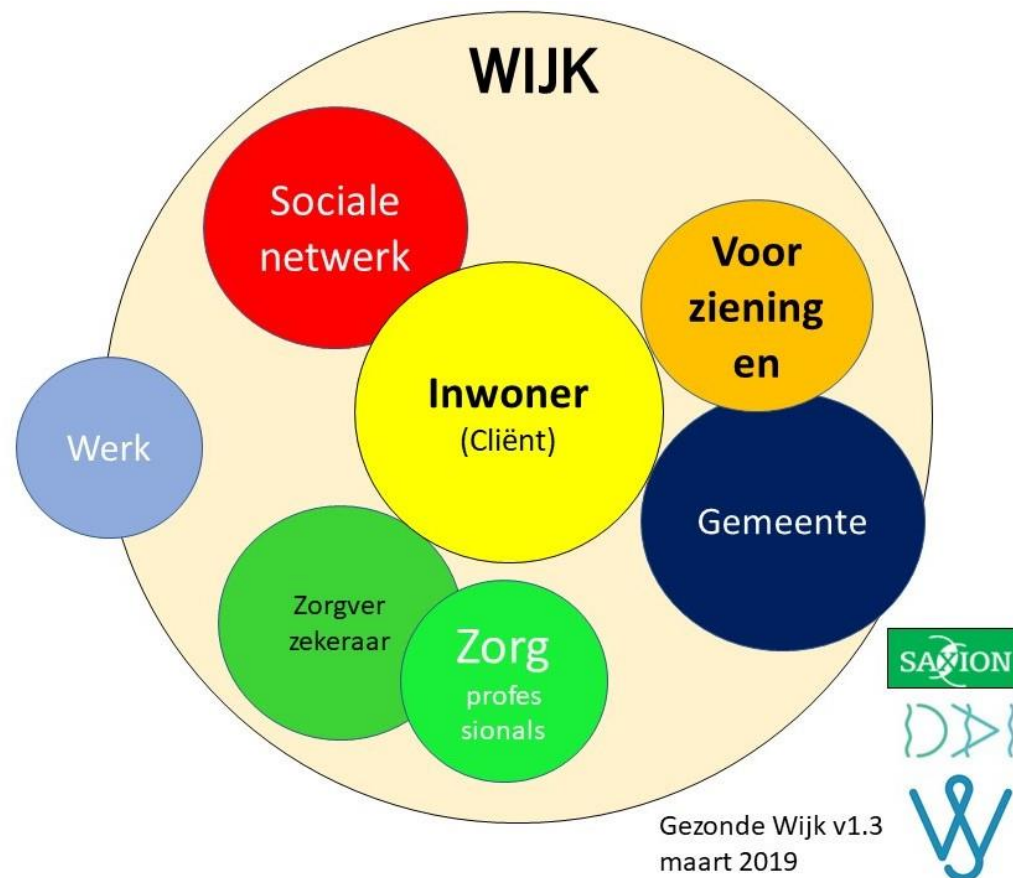 WIJK
Sociale
netwerk
Voor
ziening
en
Inwoner
(Cliënt)
Werk
Gemeente
Zorgver
zekeraar
Zorg
profes
sionals
SAXION
Gezonde Wijk v1.3
maart 2019